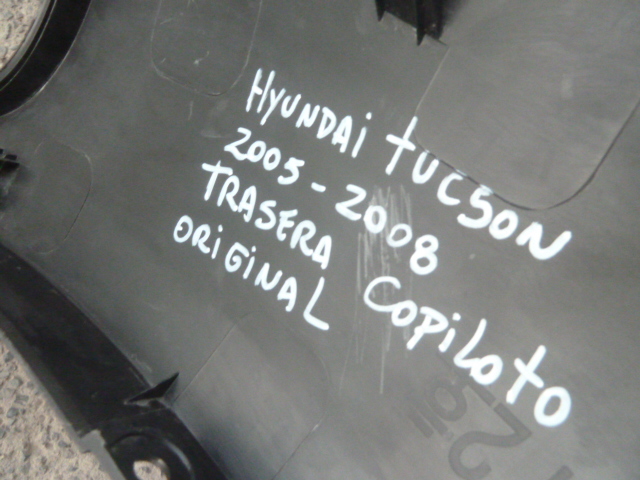 HYUNDAi tUCSON
2005-2008
TRASERA COPiLoto
ORiGiNAL